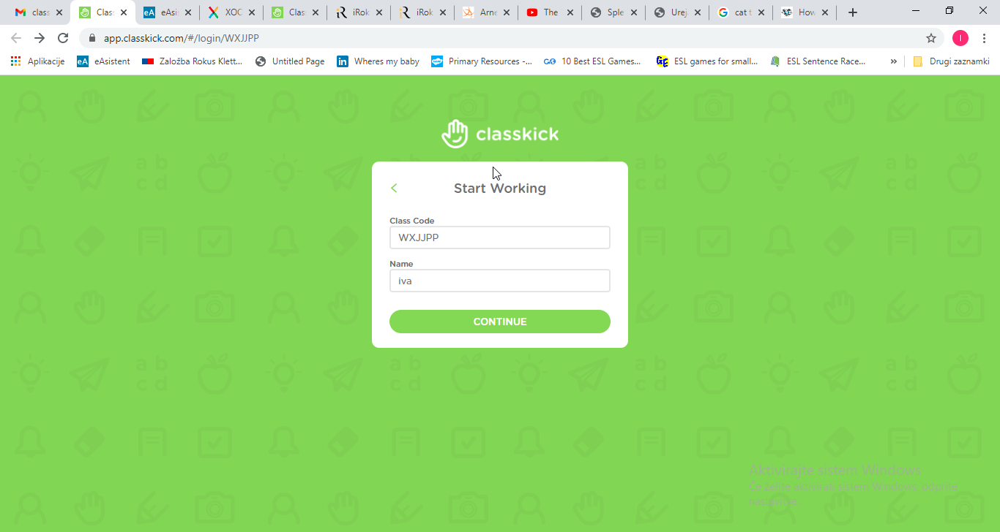 class
Clas
eAsi
XOC
Clas
iRok
iRok
Arne
The
Sple
Urej
cat t
How
app.classkick.com/#/login/WXJJPP
Aplikacije
eA eAsistent
Založba Rokus Klett...
Untitled Page
in Wheres my baby
Primary Resources -...
10 Best ESL Games...
ESL games for small...
ESL Sentence Race...
»
Drugi zaznamki
classkick
Start Working
Class Code
WXJJPP
Name
iva
CONTINUE
Aktivirajte sistem Windows
Če želite aktivirati sistem Windows, odprite
nastavitve.